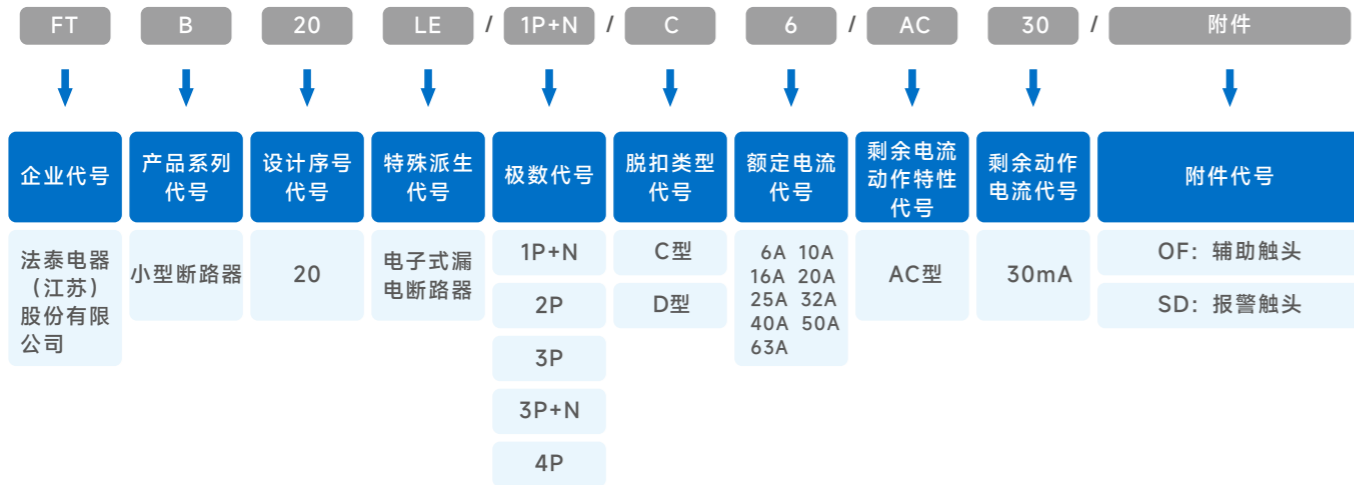 FT B 20 LE / 1P+N / C 6 / AC 30 / 附件
企业代号
产品系列
代号
设计序号
代号
特殊派生
代号
极数代号
脱扣类型
代号
额定电流
代号
剩余电流
动作特性
代号
剩余动作
电流代号
附件代号
法泰电器
（江苏）
股份有限
公司
小型断路器
20
电子式漏
电断路器
1P+N
2P
3P
3P+N
4P
C型
D型
6A 10A
16A 20A
25A 32A
40A 50A
63A
AC型
30mA
OF：辅助触头
SD：报警触头